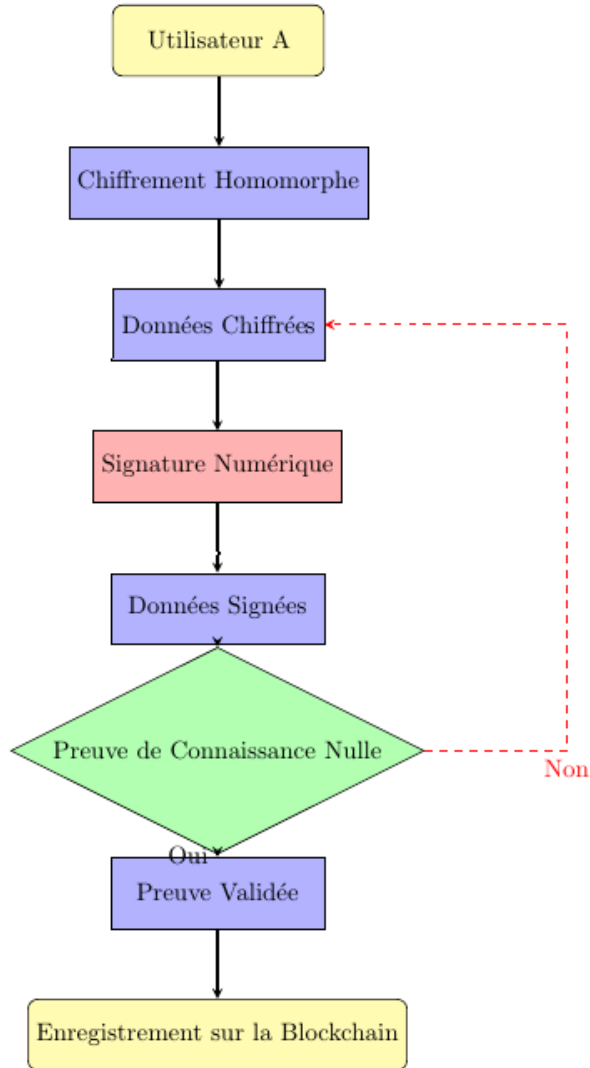 Utilisateur A
Chiffrement Homomorphe
Données Chiffrées
Signature Numérique
Données Signées
Preuve de Connaissance Nulle
Non
Oui
Preuve Validée
Enregistrement sur la Blockchain